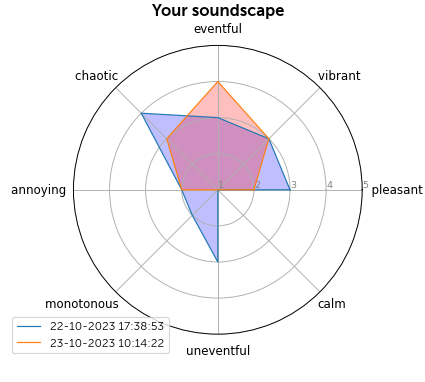 Your soundscape
eventful
chaotic
vibrant
annoying
1
2
3
4
5
pleasant
monotonous
calm
22-10-2023 17:38:53
23-10-2023 10:14:22
uneventful